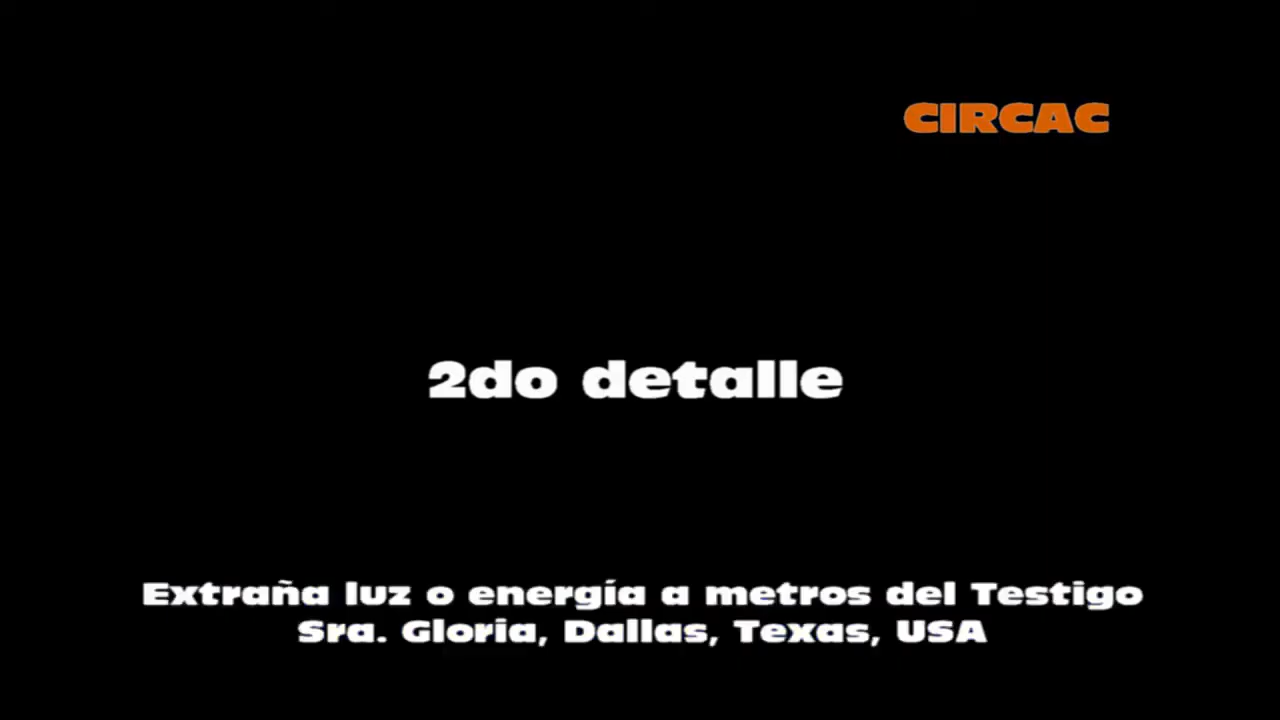 CIRCAC
2do detalle
Extraña luz o energía a metros del Testigo
Sra. Gloria, Dallas, Texas, USA